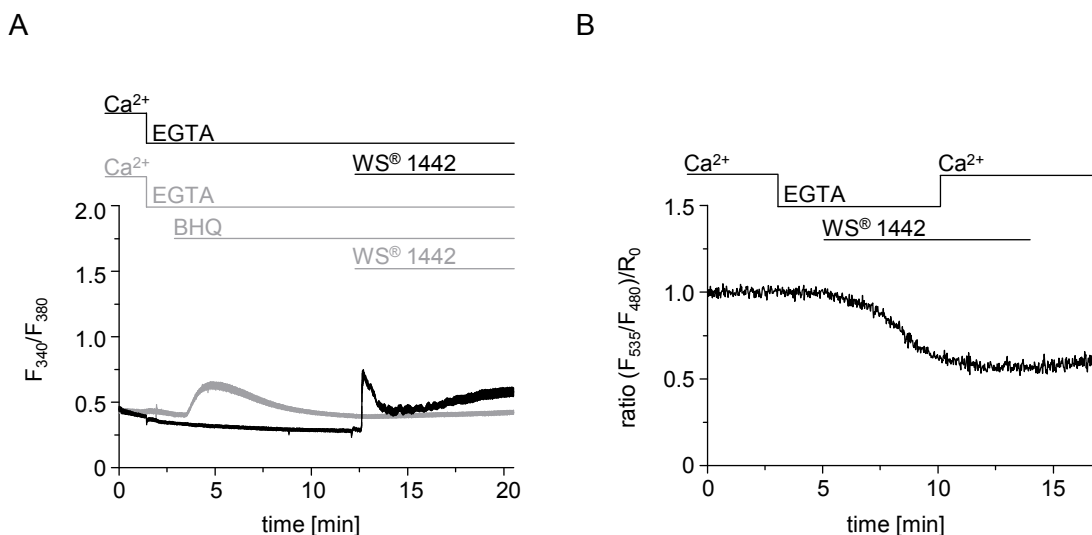 A
Ca²⁺
EGTA
WS® 1442
Ca²⁺
EGTA
BHQ
WS® 1442
2.0
1.5
1.0
0.5
0
F₃₄₀/F₃₈₀
0 5 10 15 20
time [min]
B
Ca²⁺ Ca²⁺
EGTA
WS® 1442
1.5
1.0
0.5
0
ratio (F₅₃₅/F₄₈₀)/R₀
0 5 10 15
time [min]